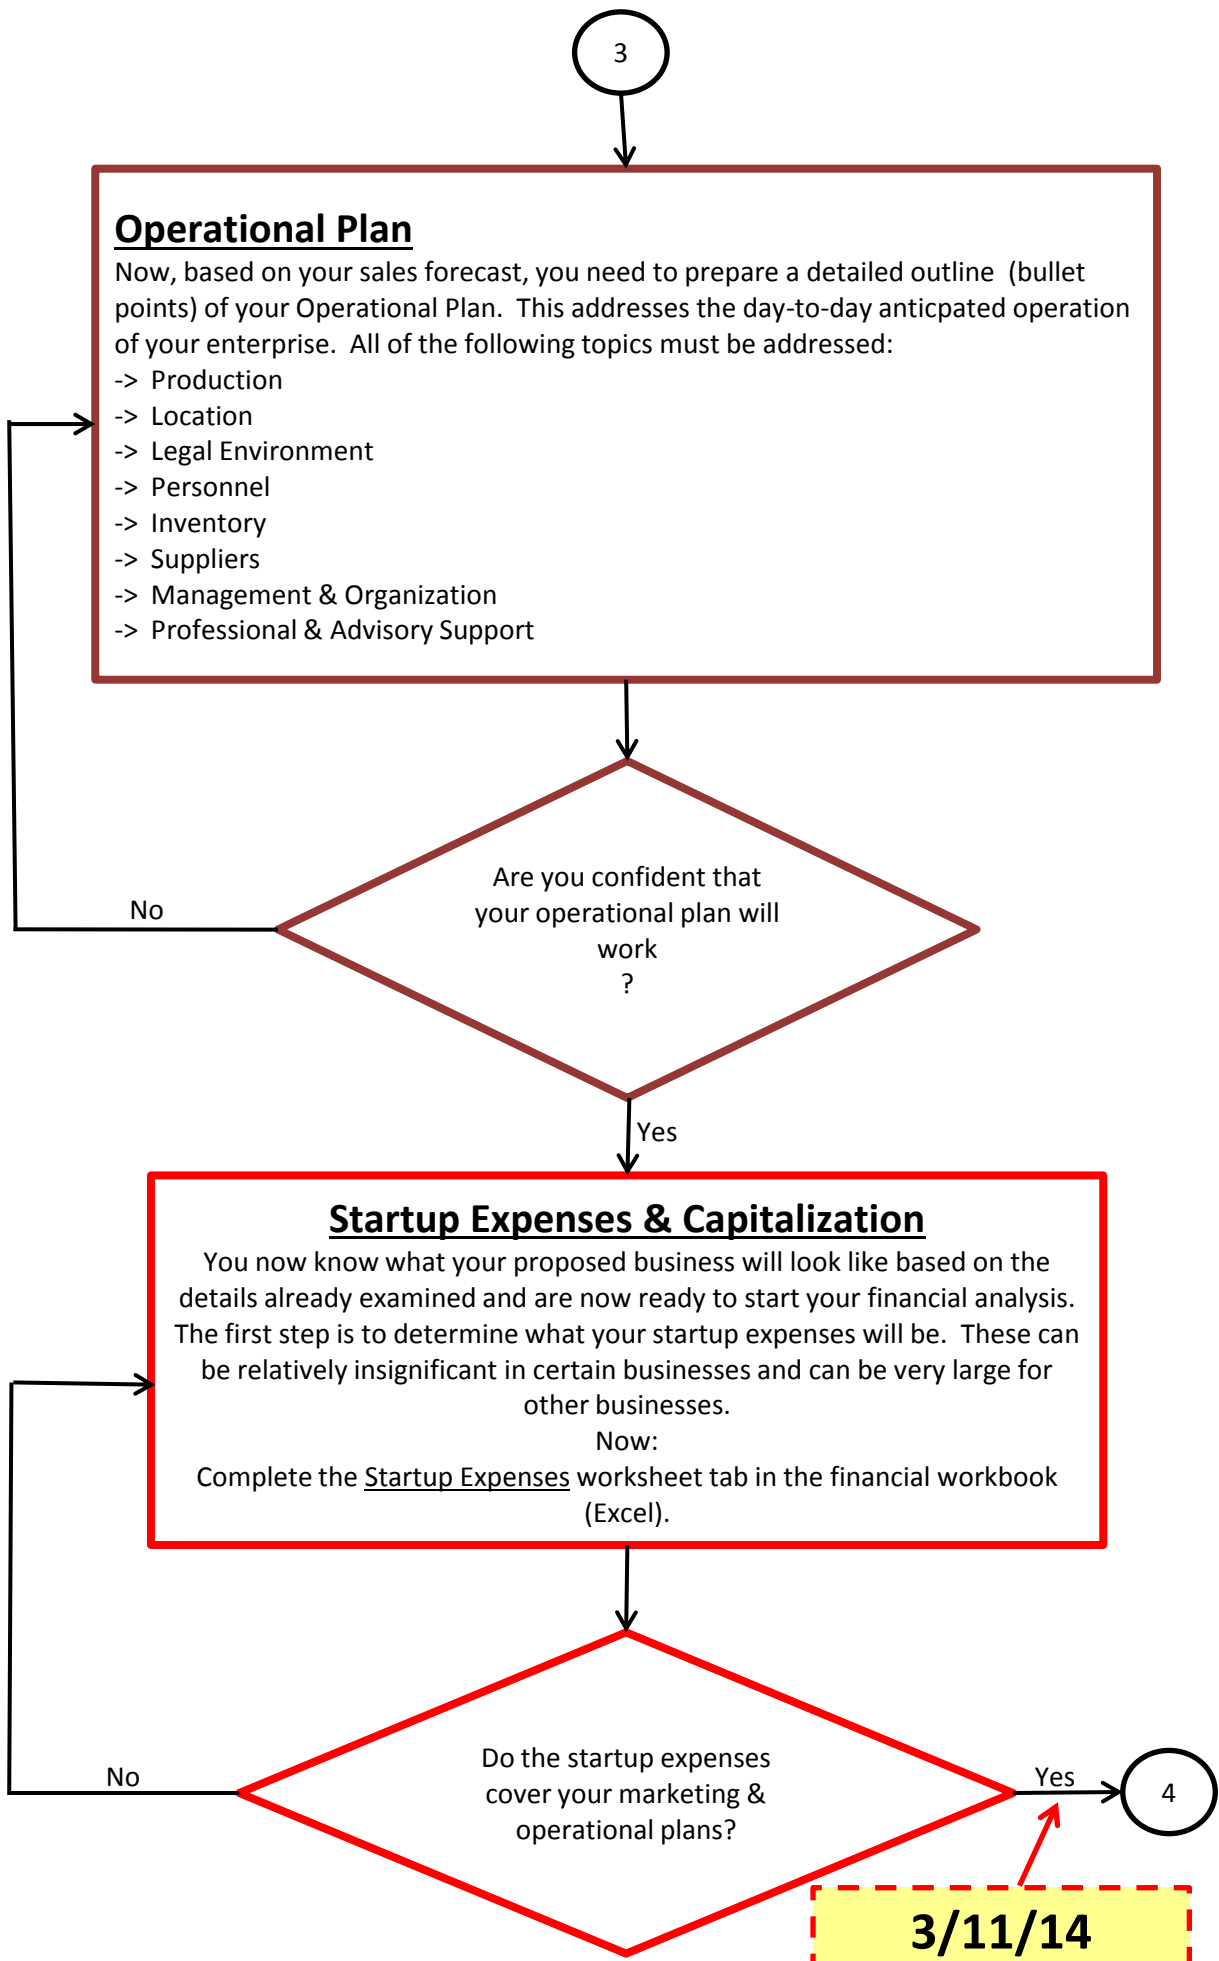 3
Operational Plan
Now, based on your sales forecast, you need to prepare a detailed outline  (bullet
points) of your Operational Plan.  This addresses the day-to-day anticpated operation
of your enterprise.  All of the following topics must be addressed:
->  Production
->  Location
->  Legal Environment
->  Personnel
->  Inventory
->  Suppliers
->  Management & Organization
->  Professional & Advisory Support
Are you confident that
your operational plan will
work
?
No
Yes
Startup Expenses & Capitalization
You now know what your proposed business will look like based on the
details already examined and are now ready to start your financial analysis.
The first step is to determine what your startup expenses will be.  These can
be relatively insignificant in certain businesses and can be very large for
other businesses.
Now:
Complete the Startup Expenses worksheet tab in the financial workbook
(Excel).
Do the startup expenses
cover your marketing &
operational plans?
No
Yes
4
3/11/14